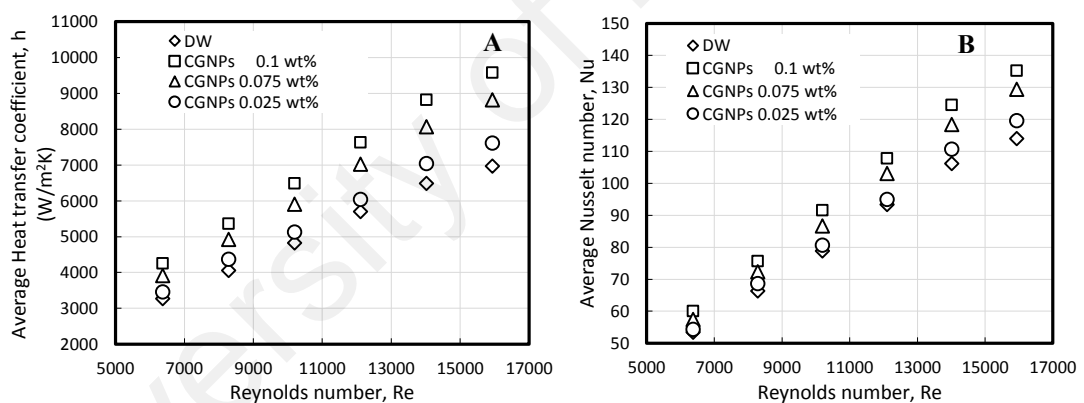 A
DW
CGNPs 0.1 wt%
CGNPs 0.075 wt%
CGNPs 0.025 wt%
11000
10000
9000
8000
7000
6000
5000
4000
3000
2000
5000 7000 9000 11000 13000 15000 17000
Reynolds number, Re
Average Heat transfer coefficient, h
(W/m²K)
B
DW
CGNPs 0.1 wt%
CGNPs 0.075 wt%
CGNPs 0.025 wt%
150
140
130
120
110
100
90
80
70
60
50
5000 7000 9000 11000 13000 15000 17000
Reynolds number, Re
Average Nusselt number, Nu